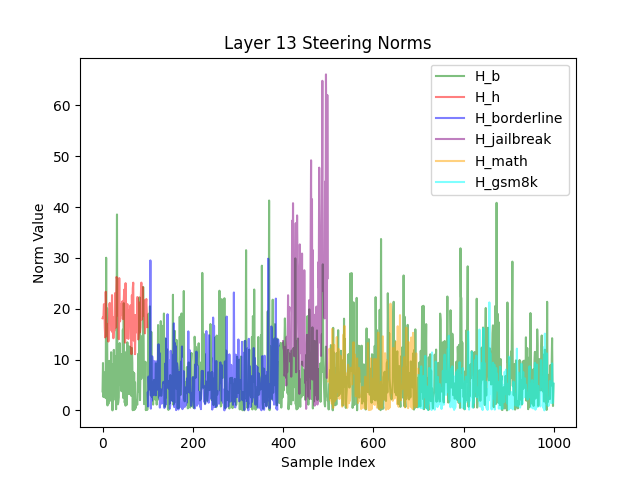 Layer 13 Steering Norms
Norm Value
60
50
40
30
20
10
0
H_b
H_h
H_borderline
H_jailbreak
H_math
H_gsm8k
0 200 400 600 800 1000
Sample Index